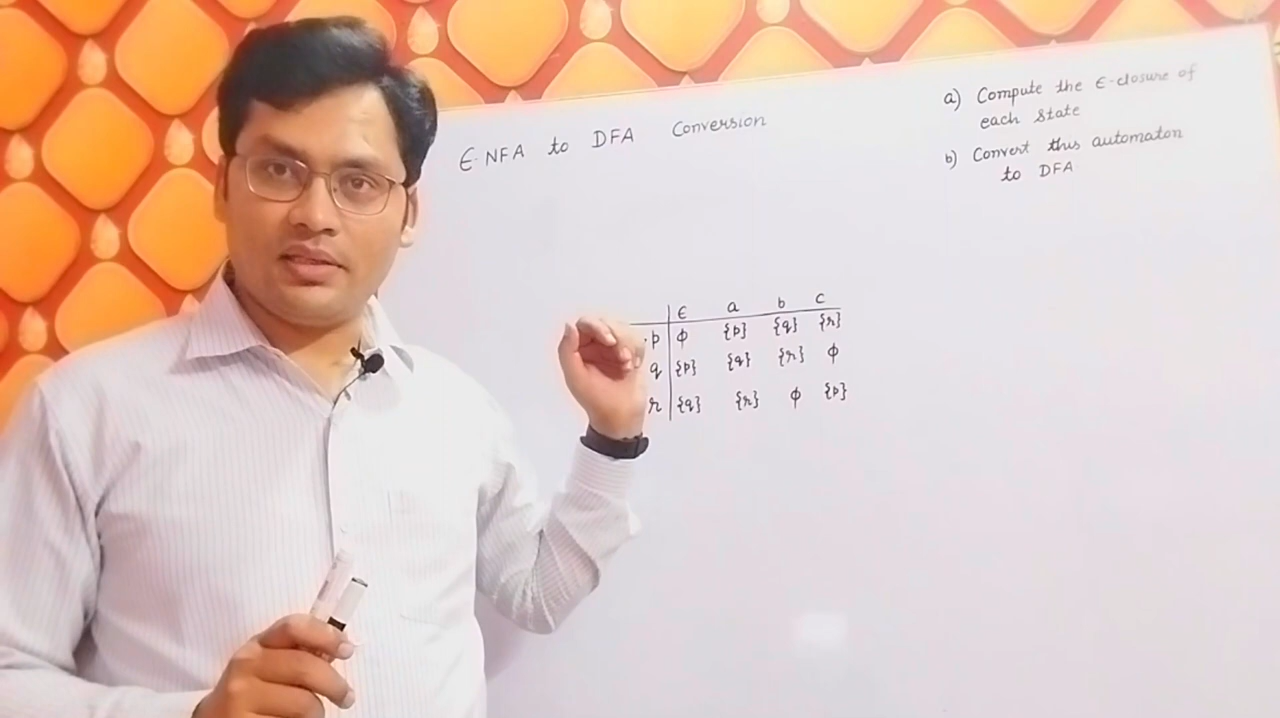 ϵ-NFA to DFA Conversion
a) Compute the ϵ-closure of
each state
b) Convert this automaton
to DFA
ϵ a b c
p ϕ {p} {q} {r}
q {p} {q} {r} ϕ
r {q} {r} ϕ {p}